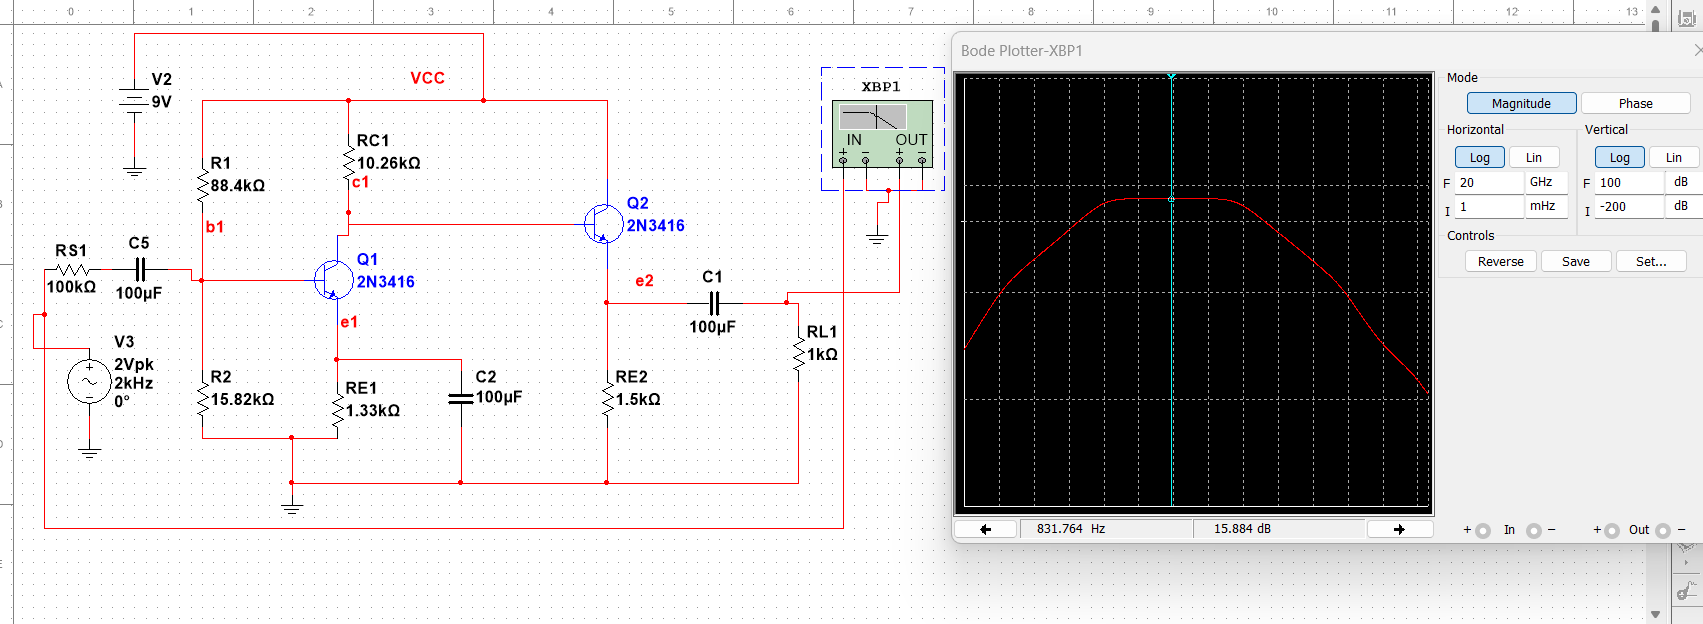 0 1 2 3 4 5 6 7 8 9 10 11 12 13
V2
9V
VCC
XBP1
IN OUT
+ − + −
RC1
10.26kΩ
c1
R1
88.4kΩ
b1
Q2
2N3416
RS1
100kΩ
C5
100µF
Q1
2N3416
e1
e2
C1
100µF
RL1
1kΩ
V3
2Vpk
2kHz
0°
R2
15.82kΩ
RE1
1.33kΩ
C2
100µF
RE2
1.5kΩ
Bode Plotter-XBP1
Mode
Magnitude Phase
Horizontal Vertical
Log Lin Log Lin
F 20 GHz F 100 dB
I 1 mHz I -200 dB
Controls
Reverse Save Set...
831.764 Hz 15.884 dB
+ In − + Out −